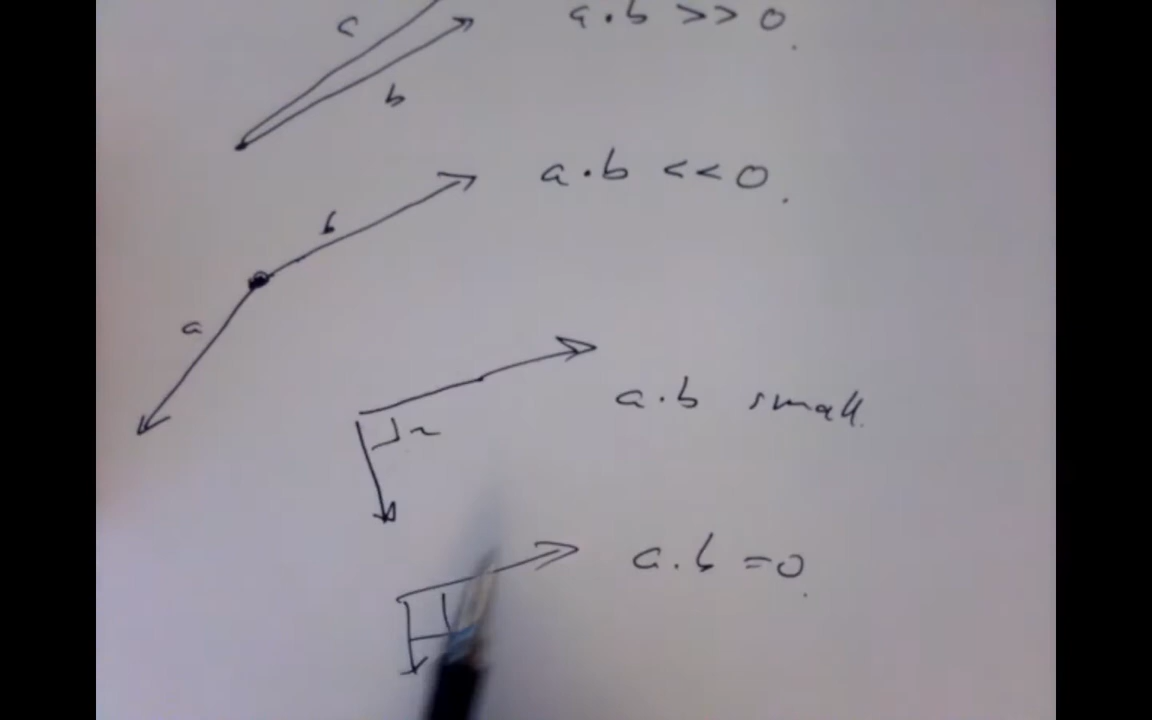 a a.b >> 0.
b
a.b << 0.
b
a
a.b small.
~
a.b = 0.